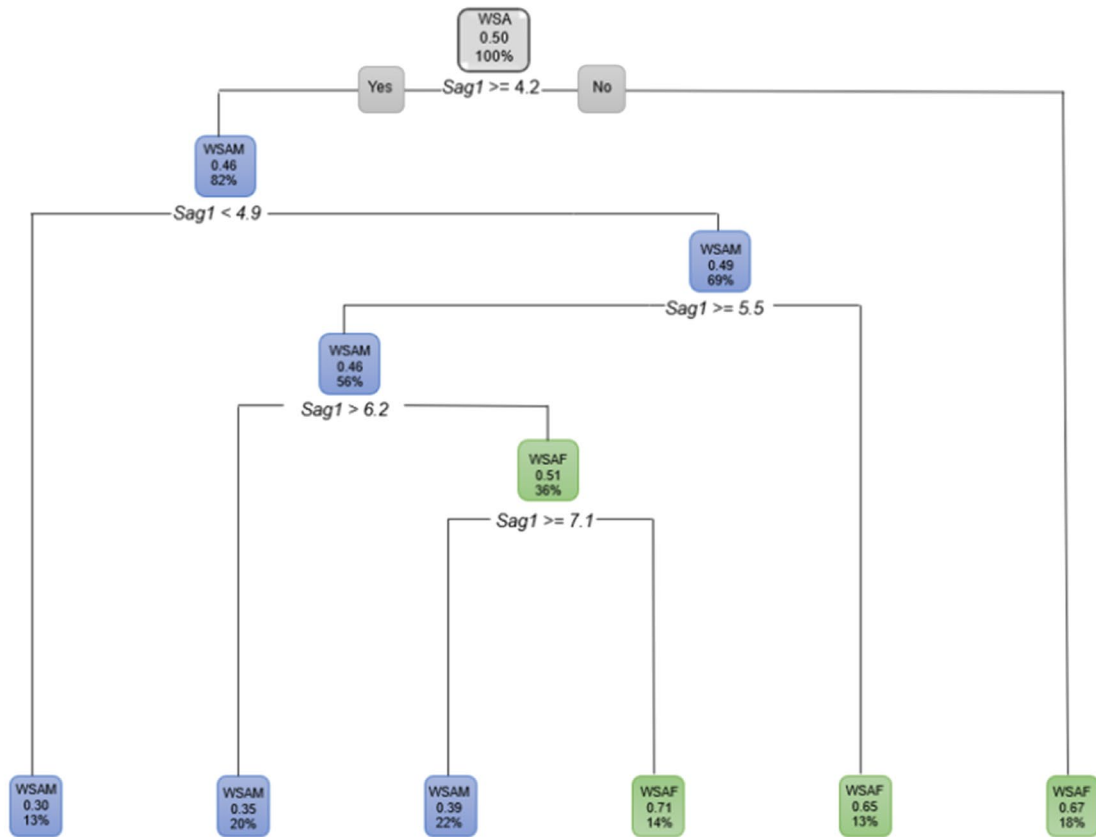 WSA
0.50
100%
Yes
Sag1 >= 4.2
No
WSAM
0.46
82%
Sag1 < 4.9
WSAM
0.49
69%
Sag1 >= 5.5
WSAM
0.46
56%
Sag1 > 6.2
WSAF
0.51
36%
Sag1 >= 7.1
WSAM
0.30
13%
WSAM
0.35
20%
WSAM
0.39
22%
WSAF
0.71
14%
WSAF
0.65
13%
WSAF
0.67
18%